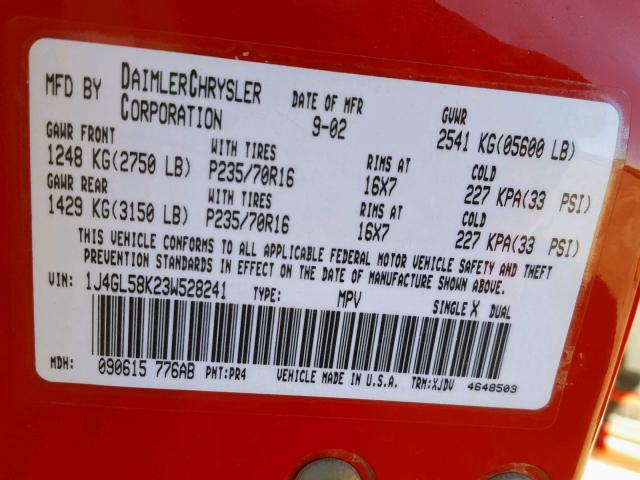 MFD BY DAIMLERCHRYSLER CORPORATION DATE OF MFR 9-02 GVWR 2541 KG(05600 LB)
GAWR FRONT WITH TIRES RIMS AT COLD
1248 KG(2750 LB) P235/70R16 16X7 227 KPA(33 PSI)
GAWR REAR WITH TIRES RIMS AT COLD
1429 KG(3150 LB) P235/70R16 16X7 227 KPA(33 PSI)
THIS VEHICLE CONFORMS TO ALL APPLICABLE FEDERAL MOTOR VEHICLE SAFETY AND THEFT
PREVENTION STANDARDS IN EFFECT ON THE DATE OF MANUFACTURE SHOWN ABOVE.
VIN: 1J4GL58K23W528241 TYPE: MPV SINGLE X DUAL
MDH: 090615 776AB PNT:PR4 VEHICLE MADE IN U.S.A. TRM:XJDV 4648503